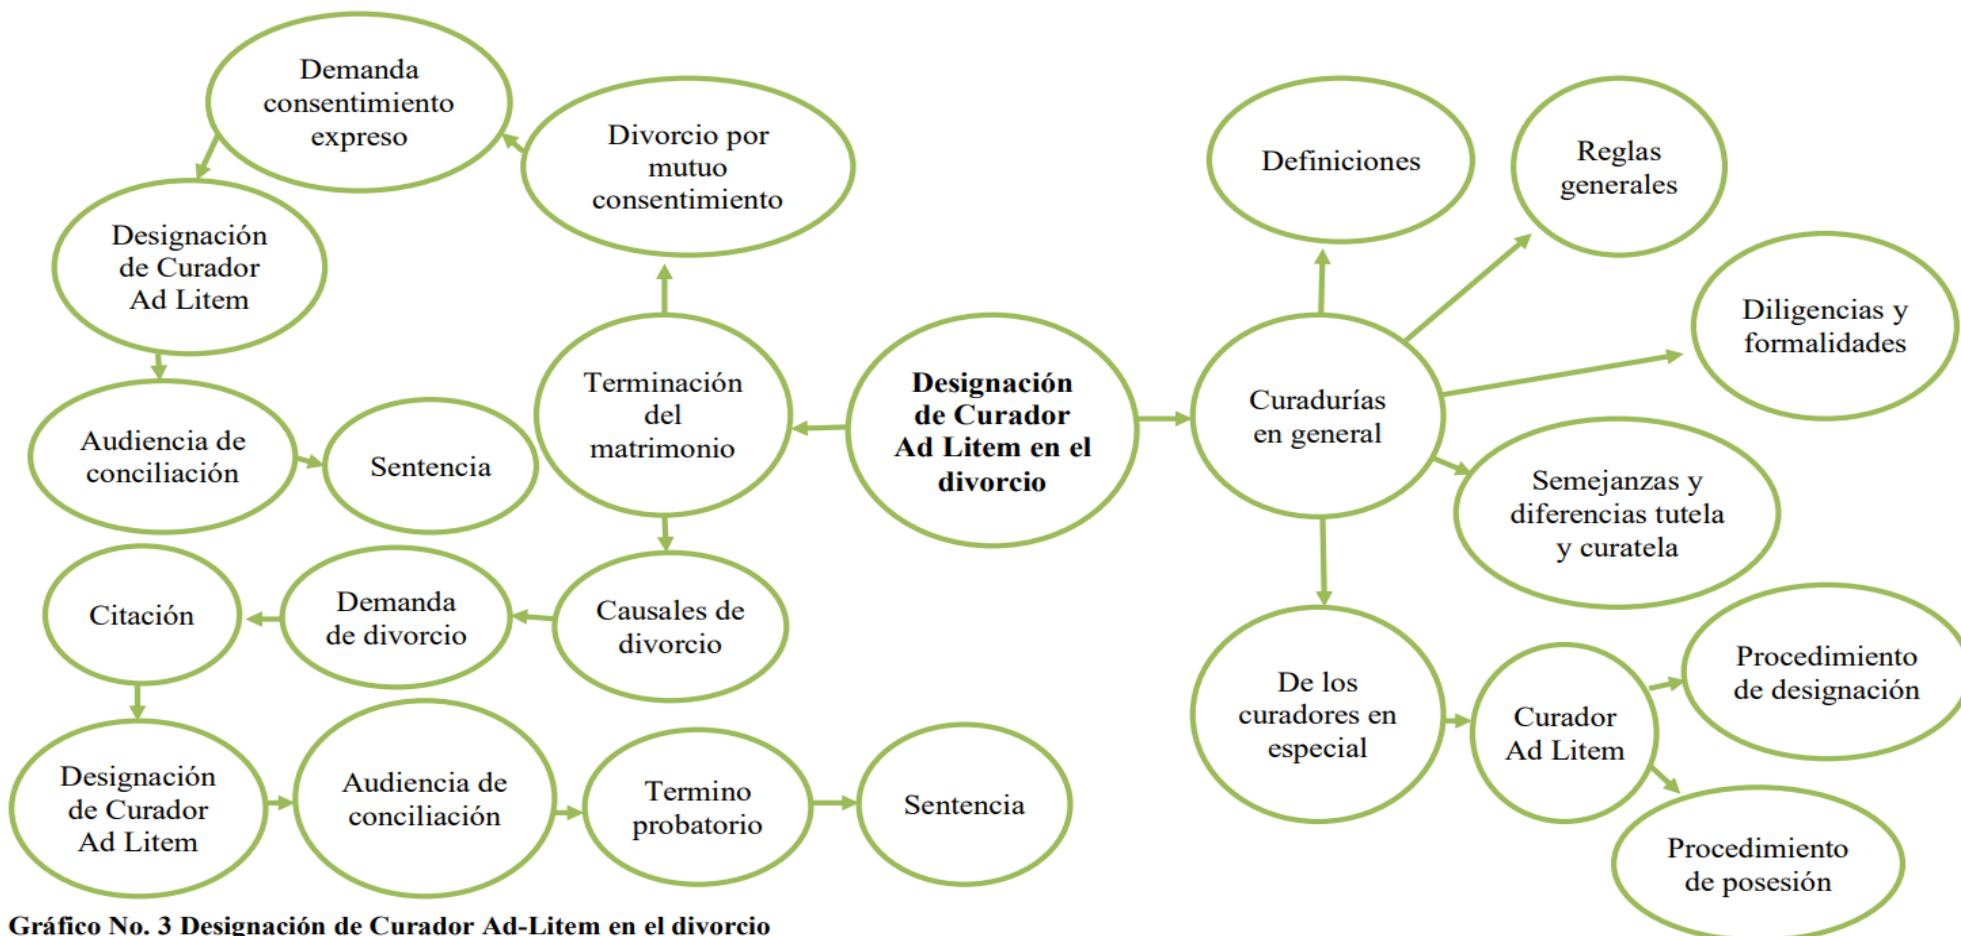 Demanda
consentimiento
expreso
Divorcio por
mutuo
consentimiento
Designación
de Curador
Ad Litem
Audiencia de
conciliación
Sentencia
Terminación
del
matrimonio
Designación
de Curador
Ad Litem en el
divorcio
Causales de
divorcio
Demanda
de divorcio
Citación
Designación
de Curador
Ad Litem
Audiencia de
conciliación
Termino
probatorio
Sentencia
Definiciones
Reglas
generales
Diligencias y
formalidades
Curadurías
en general
Semejanzas y
diferencias tutela
y curatela
De los
curadores en
especial
Curador
Ad Litem
Procedimiento
de designación
Procedimiento
de posesión
Gráfico No. 3 Designación de Curador Ad-Litem en el divorcio